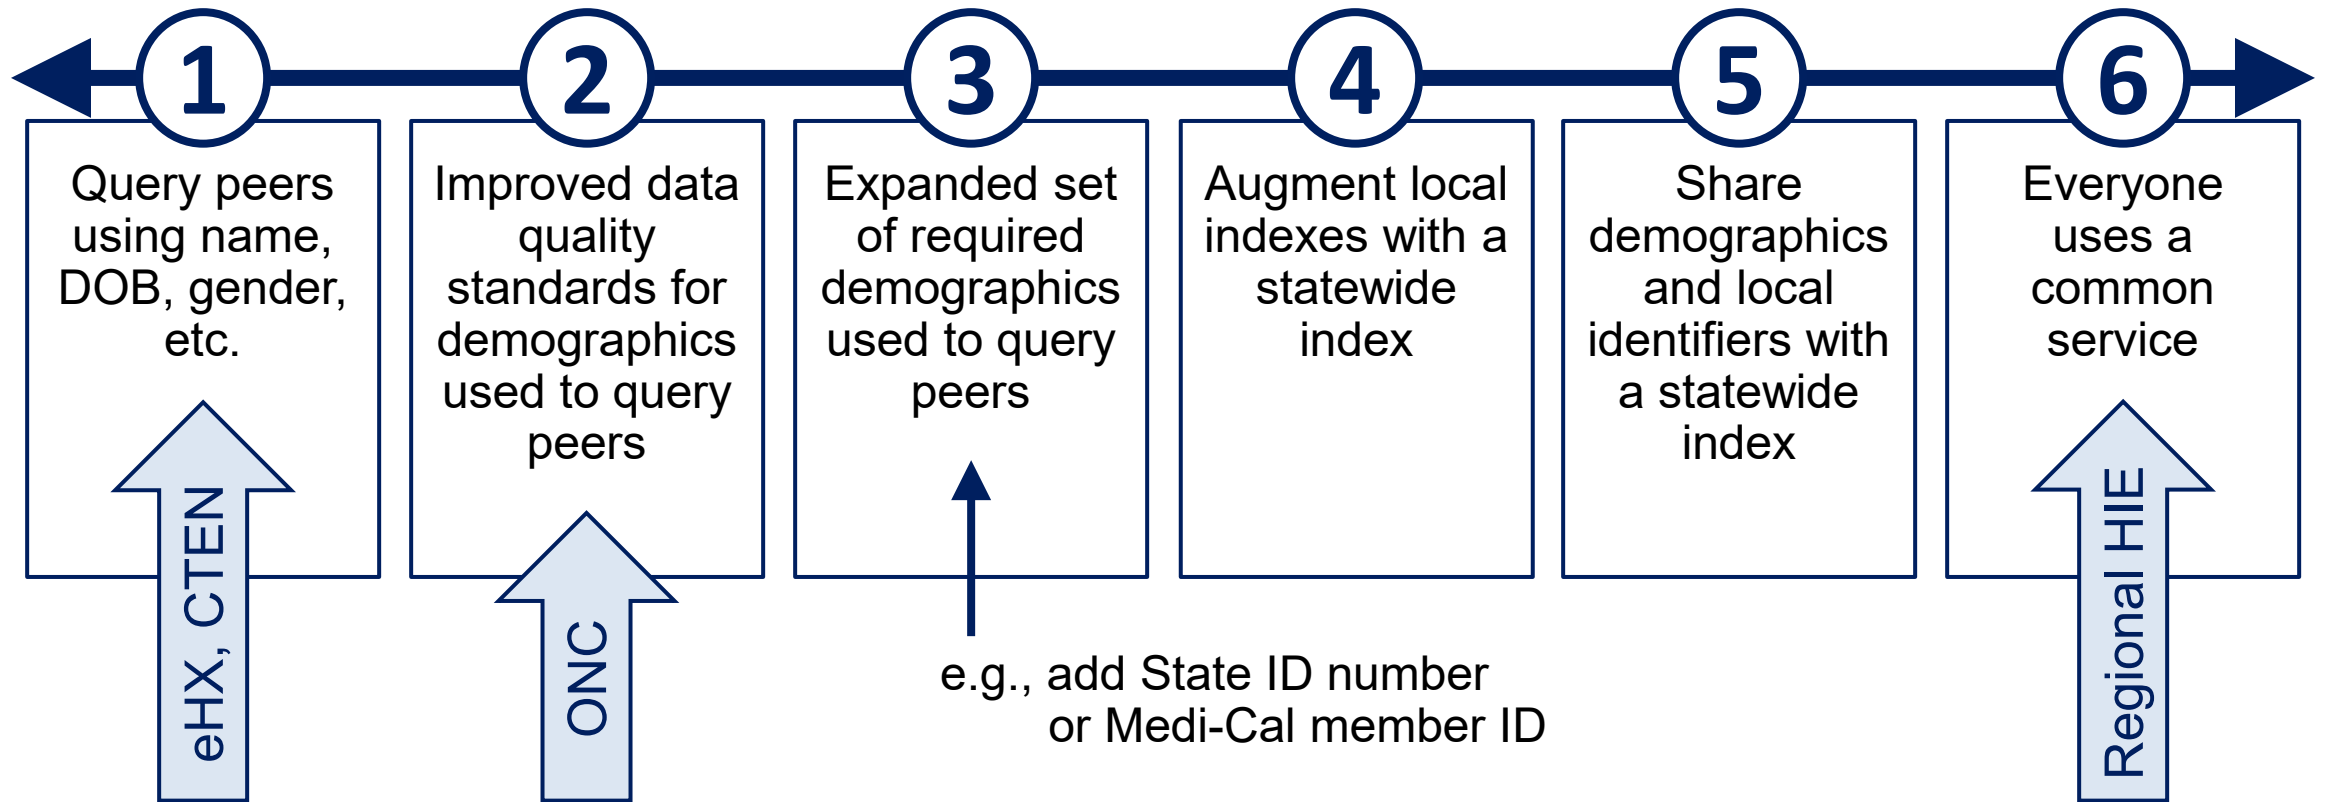 1
Query peers
using name,
DOB, gender,
etc.
eHX, CTEN
2
Improved data
quality
standards for
demographics
used to query
peers
ONC
3
Expanded set
of required
demographics
used to query
peers
e.g., add State ID number
or Medi-Cal member ID
4
Augment local
indexes with a
statewide
index
5
Share
demographics
and local
identifiers with
a statewide
index
6
Everyone
uses a
common
service
Regional HIE